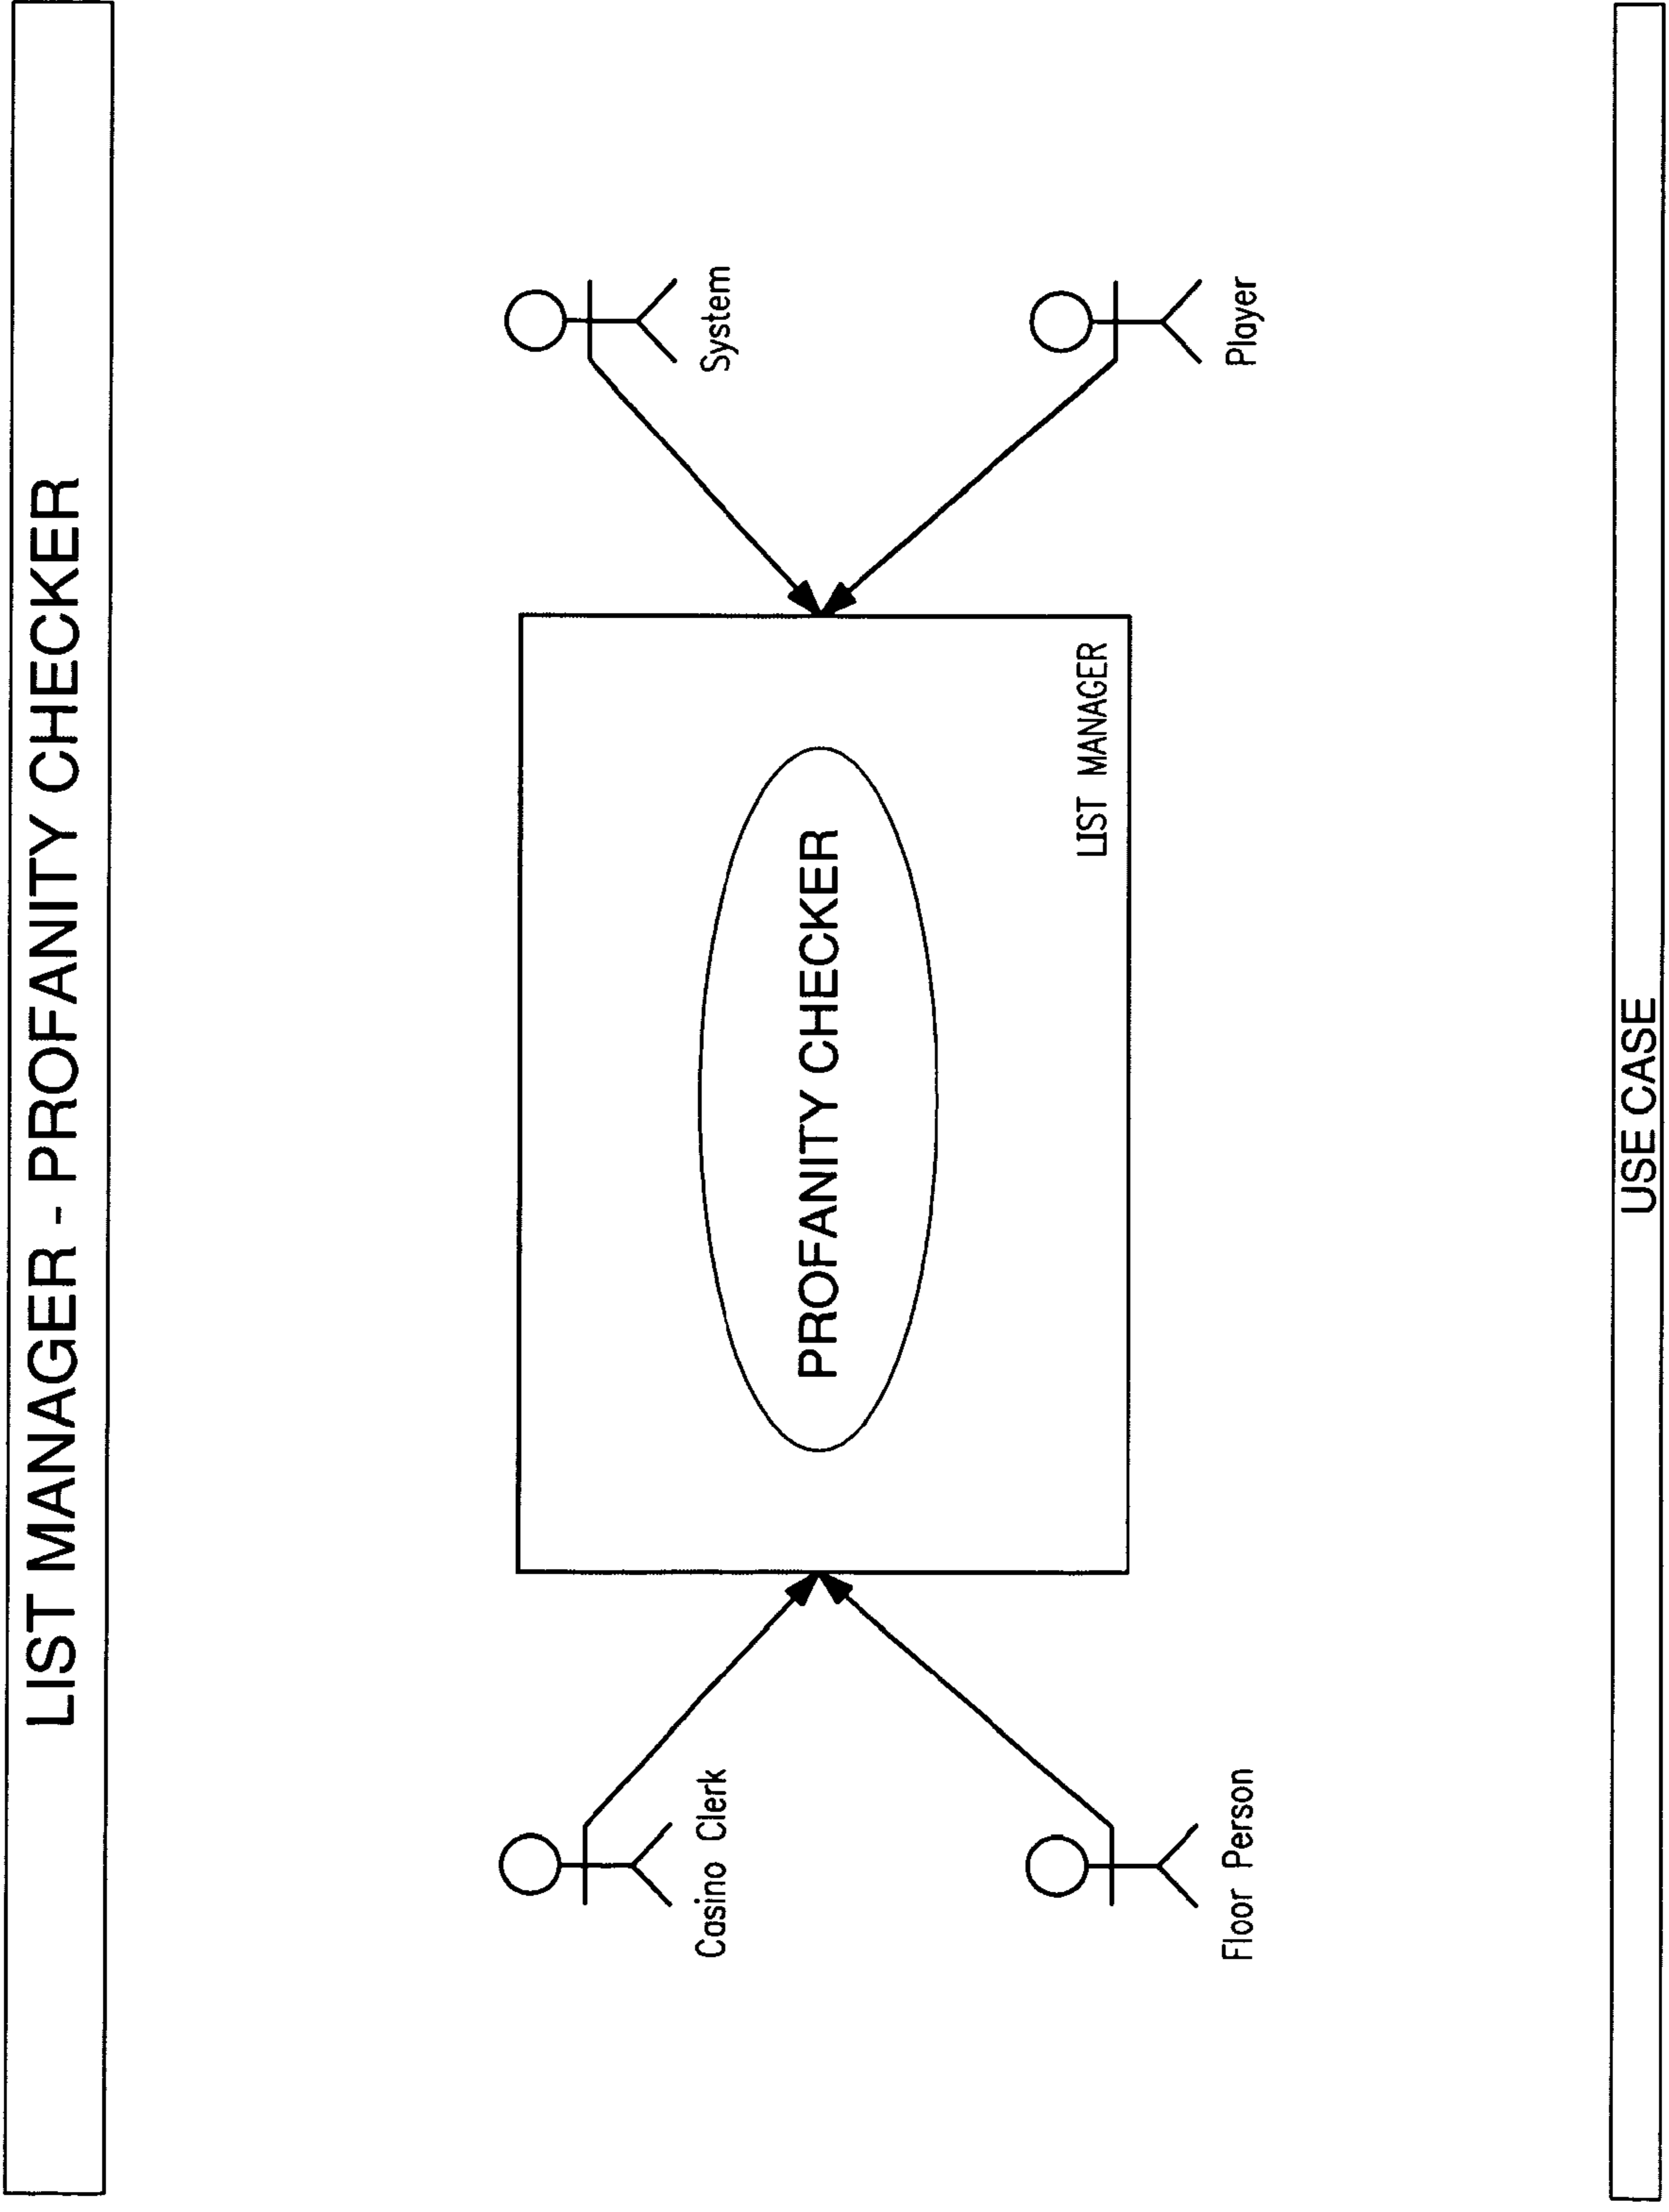 LIST MANAGER - PROFANITY CHECKER
Casino Clerk
System
PROFANITY CHECKER
LIST MANAGER
Floor Person
Player
USE CASE